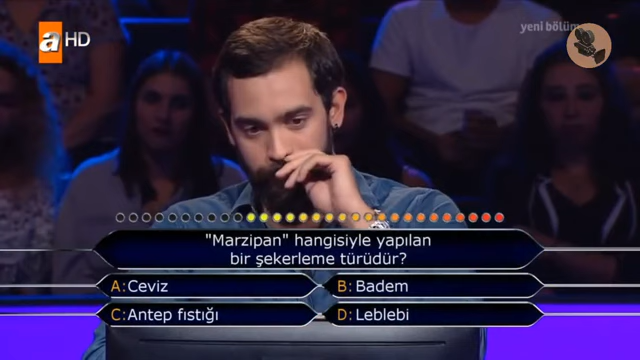 a HD
yeni bölüm
"Marzipan" hangisiyle yapılan
bir şekerleme türüdür?
A:Ceviz
B:Badem
C:Antep fıstığı
D:Leblebi